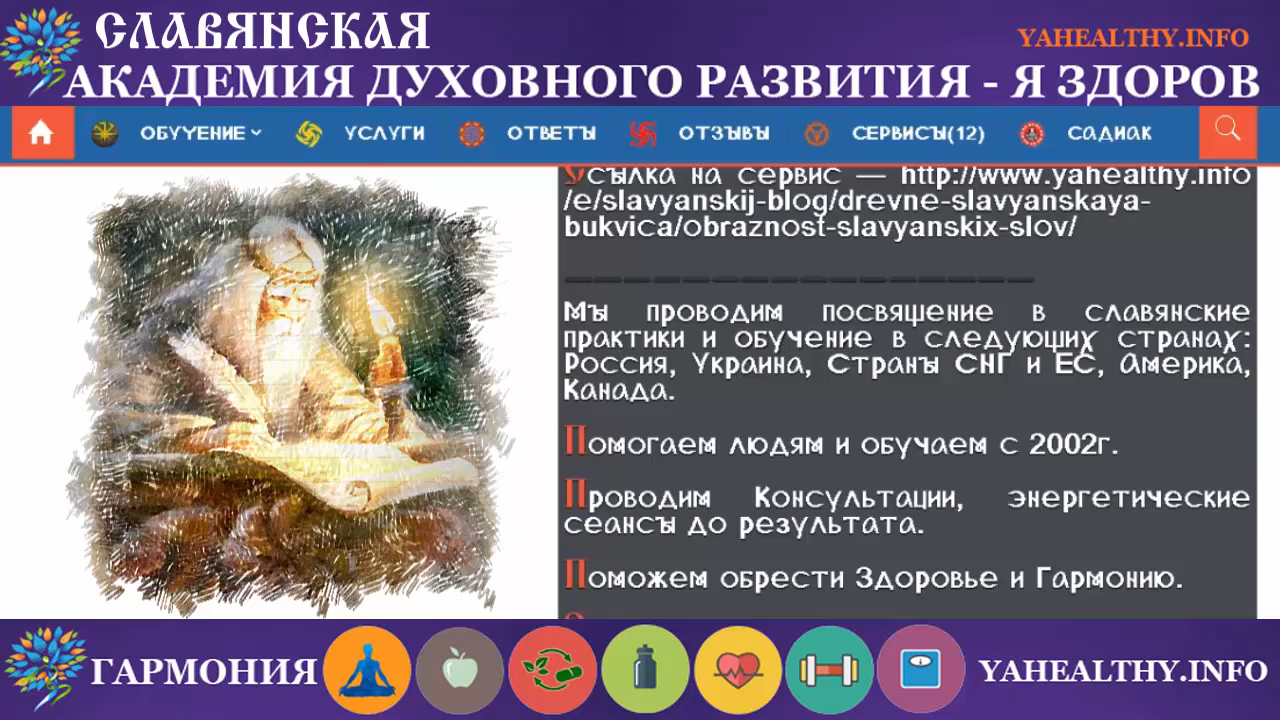 СЛАВЯНСКАЯ
YAHEALTHY.INFO
АКАДЕМИЯ ДУХОВНОГО РАЗВИТИЯ - Я ЗДОРОВ
ОБУЧЕНИЕ УСЛУГИ ОТВЕТЫ ОТЗЫВЫ СЕРВИСЫ(12) САДИАК
Ссылка на сервис — http://www.yahealthy.info
/e/slavyanskij-blog/drevne-slavyanskaya-
bukvica/obraznost-slavyanskix-slov/
————————————————
Мы проводим посвящение в славянские
практики и обучение в следующих странах:
Россия, Украина, Страны СНГ и ЕС, Америка,
Канада.
Помогаем людям и обучаем с 2002г.
Проводим Консультации, энергетические
сеансы до результата.
Поможем обрести Здоровье и Гармонию.
ГАРМОНИЯ
YAHEALTHY.INFO